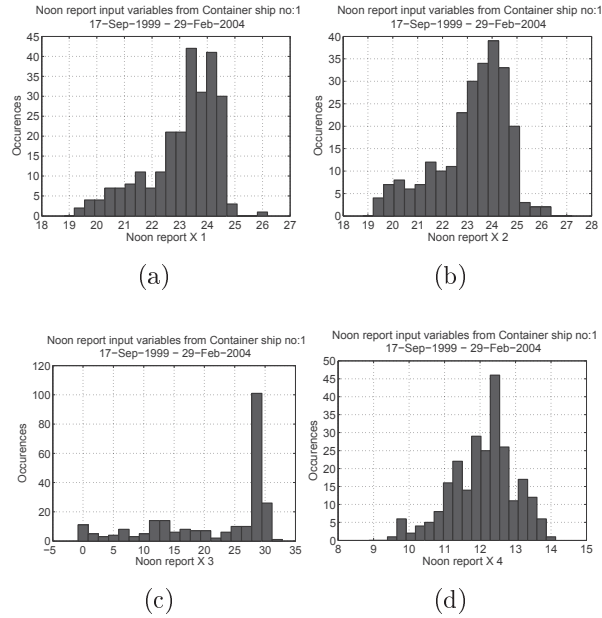 Noon report input variables from Container ship no:1
17−Sep−1999 − 29−Feb−2004
Occurences
45
40
35
30
25
20
15
10
5
0
18 19 20 21 22 23 24 25 26 27
Noon report X 1
(a)
Noon report input variables from Container ship no:1
17−Sep−1999 − 29−Feb−2004
Occurences
40
35
30
25
20
15
10
5
0
18 19 20 21 22 23 24 25 26 27 28
Noon report X 2
(b)
Noon report input variables from Container ship no:1
17−Sep−1999 − 29−Feb−2004
Occurences
120
100
80
60
40
20
0
−5 0 5 10 15 20 25 30 35
Noon report X 3
(c)
Noon report input variables from Container ship no:1
17−Sep−1999 − 29−Feb−2004
Occurences
50
45
40
35
30
25
20
15
10
5
0
8 9 10 11 12 13 14 15
Noon report X 4
(d)